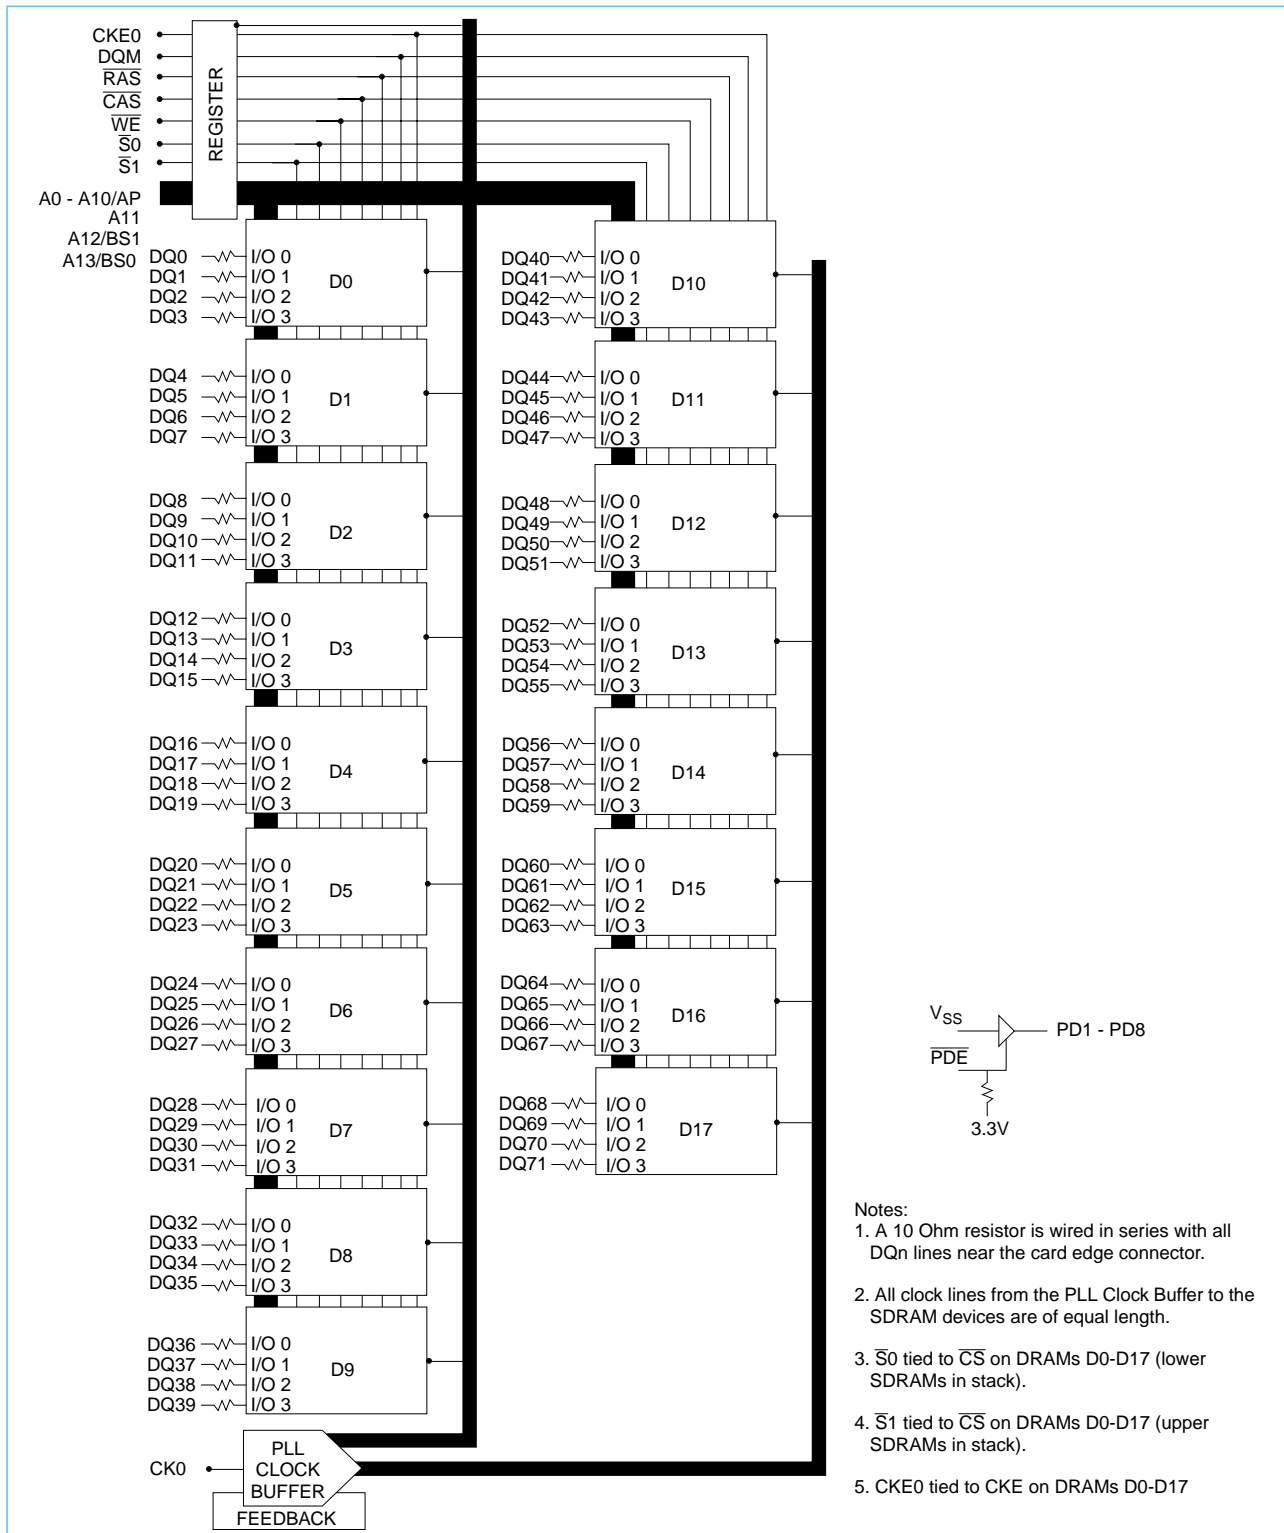 CKE0
DQM
RAS
CAS
WE
S0
S1
REGISTER
A0 - A10/AP
A11
A12/BS1
A13/BS0
DQ0 I/O 0
DQ1 I/O 1
DQ2 I/O 2
DQ3 I/O 3
D0
DQ4 I/O 0
DQ5 I/O 1
DQ6 I/O 2
DQ7 I/O 3
D1
DQ8 I/O 0
DQ9 I/O 1
DQ10 I/O 2
DQ11 I/O 3
D2
DQ12 I/O 0
DQ13 I/O 1
DQ14 I/O 2
DQ15 I/O 3
D3
DQ16 I/O 0
DQ17 I/O 1
DQ18 I/O 2
DQ19 I/O 3
D4
DQ20 I/O 0
DQ21 I/O 1
DQ22 I/O 2
DQ23 I/O 3
D5
DQ24 I/O 0
DQ25 I/O 1
DQ26 I/O 2
DQ27 I/O 3
D6
DQ28 I/O 0
DQ29 I/O 1
DQ30 I/O 2
DQ31 I/O 3
D7
DQ32 I/O 0
DQ33 I/O 1
DQ34 I/O 2
DQ35 I/O 3
D8
DQ36 I/O 0
DQ37 I/O 1
DQ38 I/O 2
DQ39 I/O 3
D9
DQ40 I/O 0
DQ41 I/O 1
DQ42 I/O 2
DQ43 I/O 3
D10
DQ44 I/O 0
DQ45 I/O 1
DQ46 I/O 2
DQ47 I/O 3
D11
DQ48 I/O 0
DQ49 I/O 1
DQ50 I/O 2
DQ51 I/O 3
D12
DQ52 I/O 0
DQ53 I/O 1
DQ54 I/O 2
DQ55 I/O 3
D13
DQ56 I/O 0
DQ57 I/O 1
DQ58 I/O 2
DQ59 I/O 3
D14
DQ60 I/O 0
DQ61 I/O 1
DQ62 I/O 2
DQ63 I/O 3
D15
DQ64 I/O 0
DQ65 I/O 1
DQ66 I/O 2
DQ67 I/O 3
D16
DQ68 I/O 0
DQ69 I/O 1
DQ70 I/O 2
DQ71 I/O 3
D17
CK0
PLL
CLOCK
BUFFER
FEEDBACK
VSS
PD1 - PD8
PDE
3.3V
Notes:
1. A 10 Ohm resistor is wired in series with all
DQn lines near the card edge connector.
2. All clock lines from the PLL Clock Buffer to the
SDRAM devices are of equal length.
3. S̅0 tied to C̅S̅ on DRAMs D0-D17 (lower
SDRAMs in stack).
4. S̅1 tied to C̅S̅ on DRAMs D0-D17 (upper
SDRAMs in stack).
5. CKE0 tied to CKE on DRAMs D0-D17